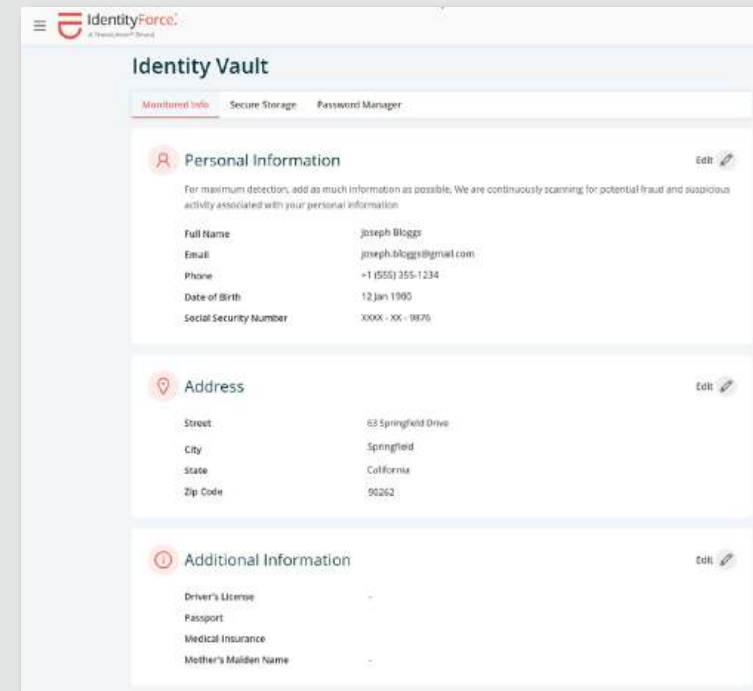 IdentityForce
A TransUnion® Brand
Identity Vault
Monitored Info Secure Storage Password Manager
Personal Information Edit
For maximum detection, add as much information as possible, We are continuously scanning for potential fraud and suspicious
activity associated with your personal information
Full Name Joseph Bloggs
Email joseph.bloggs@gmail.com
Phone +1 (555) 355-1234
Date of Birth 12 Jan 1980
Social Security Number XXXX - XX - 9876
Address Edit
Street 63 Springfield Drive
City Springfield
State California
Zip Code 90262
Additional Information Edit
Driver's License -
Passport
Medical Insurance
Mother's Maiden Name -